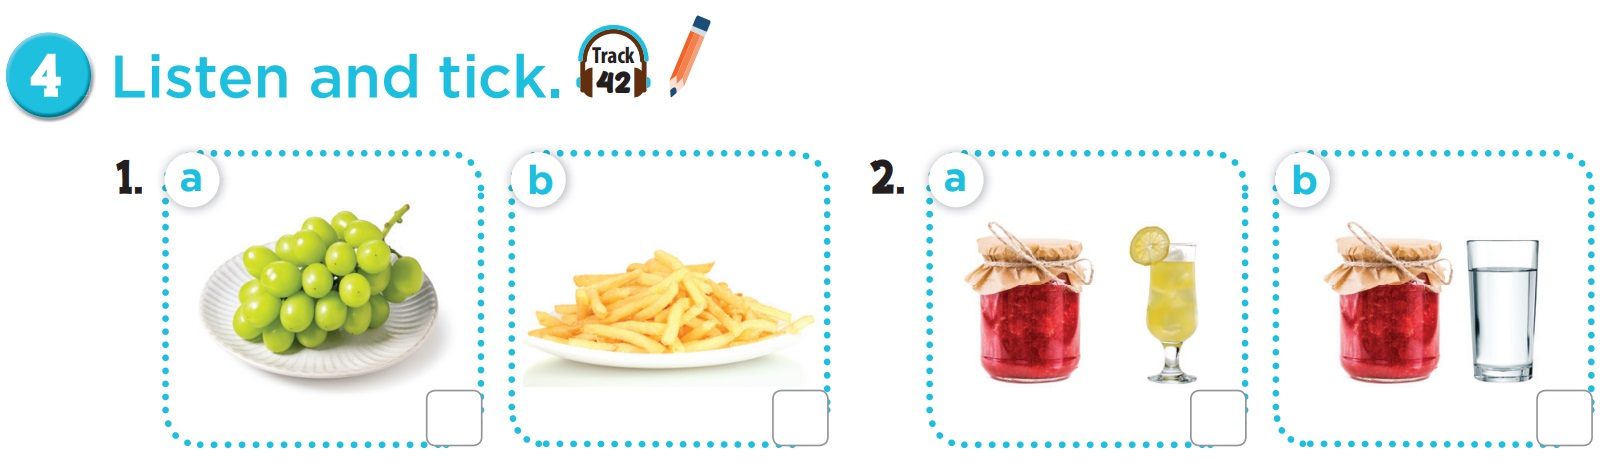 4 Listen and tick. Track 42
1. a b 2. a b